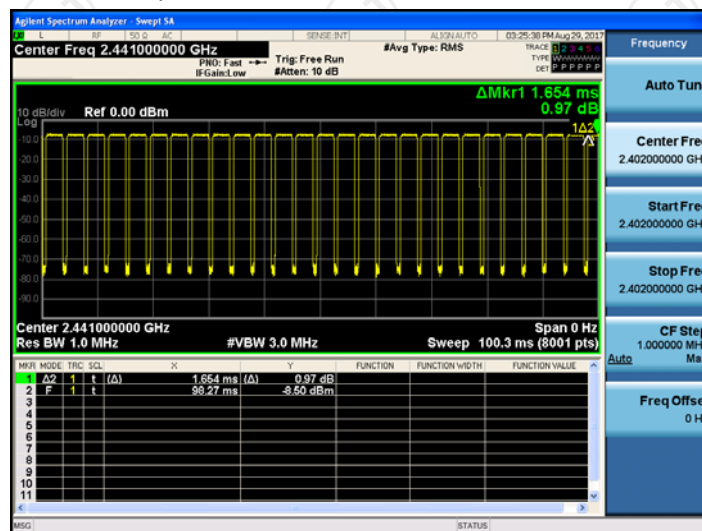 Agilent Spectrum Analyzer - Swept SA
L RF 50 Ω AC SENSE:INT ALIGN AUTO 03:25:38 PM Aug 29, 2017
Center Freq 2.441000000 GHz #Avg Type: RMS TRACE 1 2 3 4 5 6
PNO: Fast Trig: Free Run TYPE W
IFGain:Low #Atten: 10 dB DET P P P P P P
Frequency
Auto Tun
ΔMkr1 1.654 ms
0.97 dB
10 dB/div Ref 0.00 dBm
Log
1Δ2
-10.0
-20.0
-30.0
-40.0
-50.0
-60.0
-70.0
-80.0
-90.0
Center Fre
2.402000000 GH
Start Fre
2.402000000 GH
Stop Fre
2.402000000 GH
Center 2.441000000 GHz Span 0 Hz
Res BW 1.0 MHz #VBW 3.0 MHz Sweep 100.3 ms (8001 pts)
CF Step
1.000000 MH
Auto Ma
Freq Offse
0 H
MKR MODE TRC SCL X Y FUNCTION FUNCTION WIDTH FUNCTION VALUE
1 Δ2 1 t (Δ) 1.654 ms (Δ) 0.97 dB
2 F 1 t 98.27 ms -8.50 dBm
3
4
5
6
7
8
9
10
11
MSG STATUS